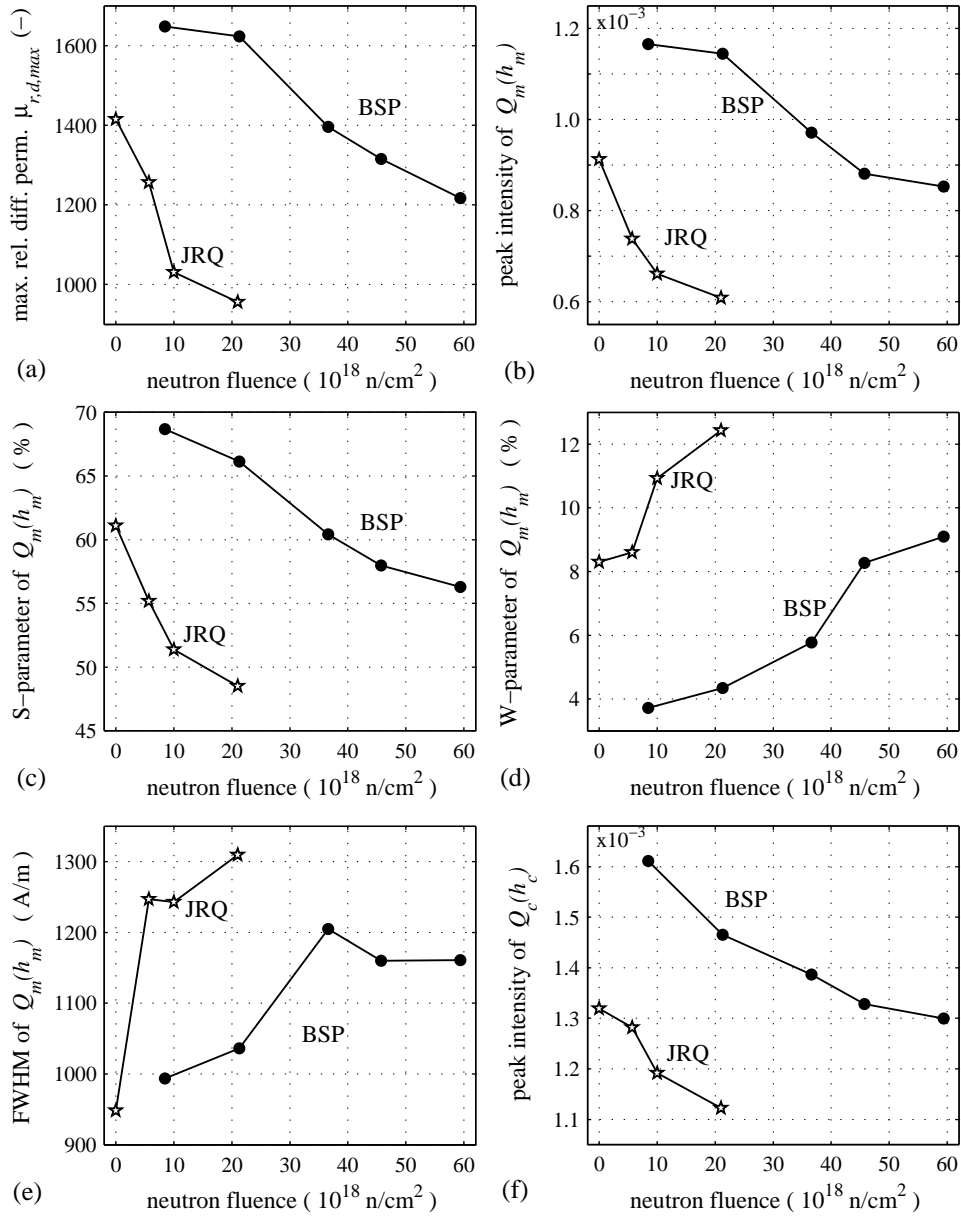 max. rel. diff. perm. μr,d,max (−)
1600
1400
1200
1000
BSP
JRQ
0 10 20 30 40 50 60
(a)
neutron fluence ( 10^18 n/cm^2 )
peak intensity of Qm(hm)
x10^−3
1.2
1.0
0.8
0.6
BSP
JRQ
0 10 20 30 40 50 60
(b)
neutron fluence ( 10^18 n/cm^2 )
S−parameter of Qm(hm) ( % )
70
65
60
55
50
45
BSP
JRQ
0 10 20 30 40 50 60
(c)
neutron fluence ( 10^18 n/cm^2 )
W−parameter of Qm(hm) ( % )
12
10
8
6
4
JRQ
BSP
0 10 20 30 40 50 60
(d)
neutron fluence ( 10^18 n/cm^2 )
FWHM of Qm(hm) ( A/m )
1300
1200
1100
1000
900
JRQ
BSP
0 10 20 30 40 50 60
(e)
neutron fluence ( 10^18 n/cm^2 )
peak intensity of Qc(hc)
x10^−3
1.6
1.5
1.4
1.3
1.2
1.1
BSP
JRQ
0 10 20 30 40 50 60
(f)
neutron fluence ( 10^18 n/cm^2 )